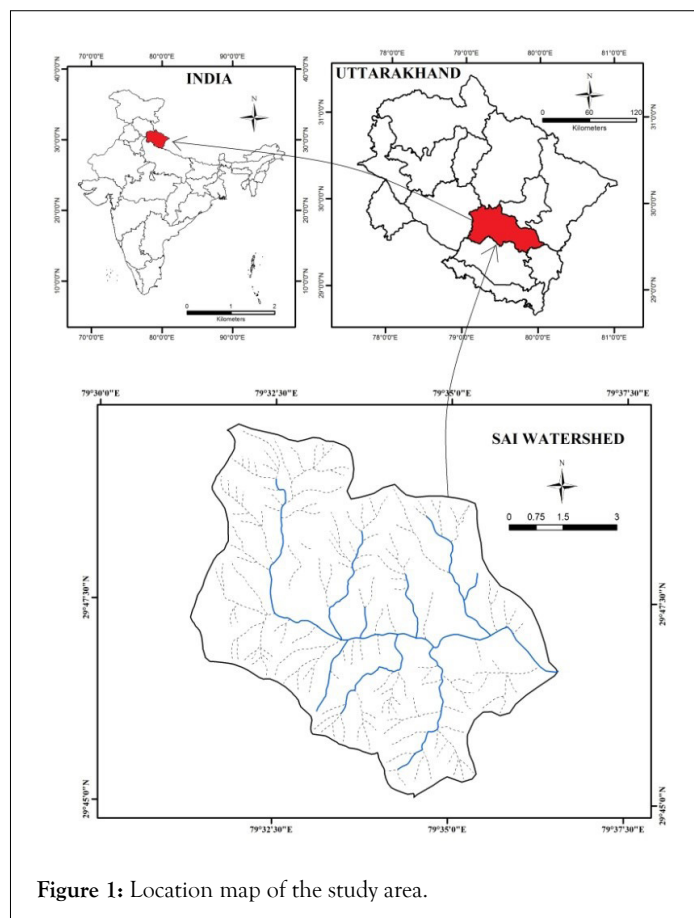 70°0'0"E 80°0'0"E 90°0'0"E
INDIA
N
40°0'0"N
30°0'0"N
20°0'0"N
10°0'0"N
40°0'0"N
30°0'0"N
20°0'0"N
10°0'0"N
0 1 2
Kilometers
70°0'0"E 80°0'0"E 90°0'0"E
78°0'0"E 79°0'0"E 80°0'0"E
UTTARAKHAND
N
0 60 120
Kilometers
31°0'0"N
30°0'0"N
29°0'0"N
31°0'0"N
30°0'0"N
29°0'0"N
78°0'0"E 79°0'0"E 80°0'0"E 81°0'0"E
79°30'0"E 79°32'30"E 79°35'0"E 79°37'30"E
SAI WATERSHED
N
0 0.75 1.5 3
29°47'30"N
29°45'0"N
29°47'30"N
29°45'0"N
79°32'30"E 79°35'0"E 79°37'30"E
Figure 1: Location map of the study area.